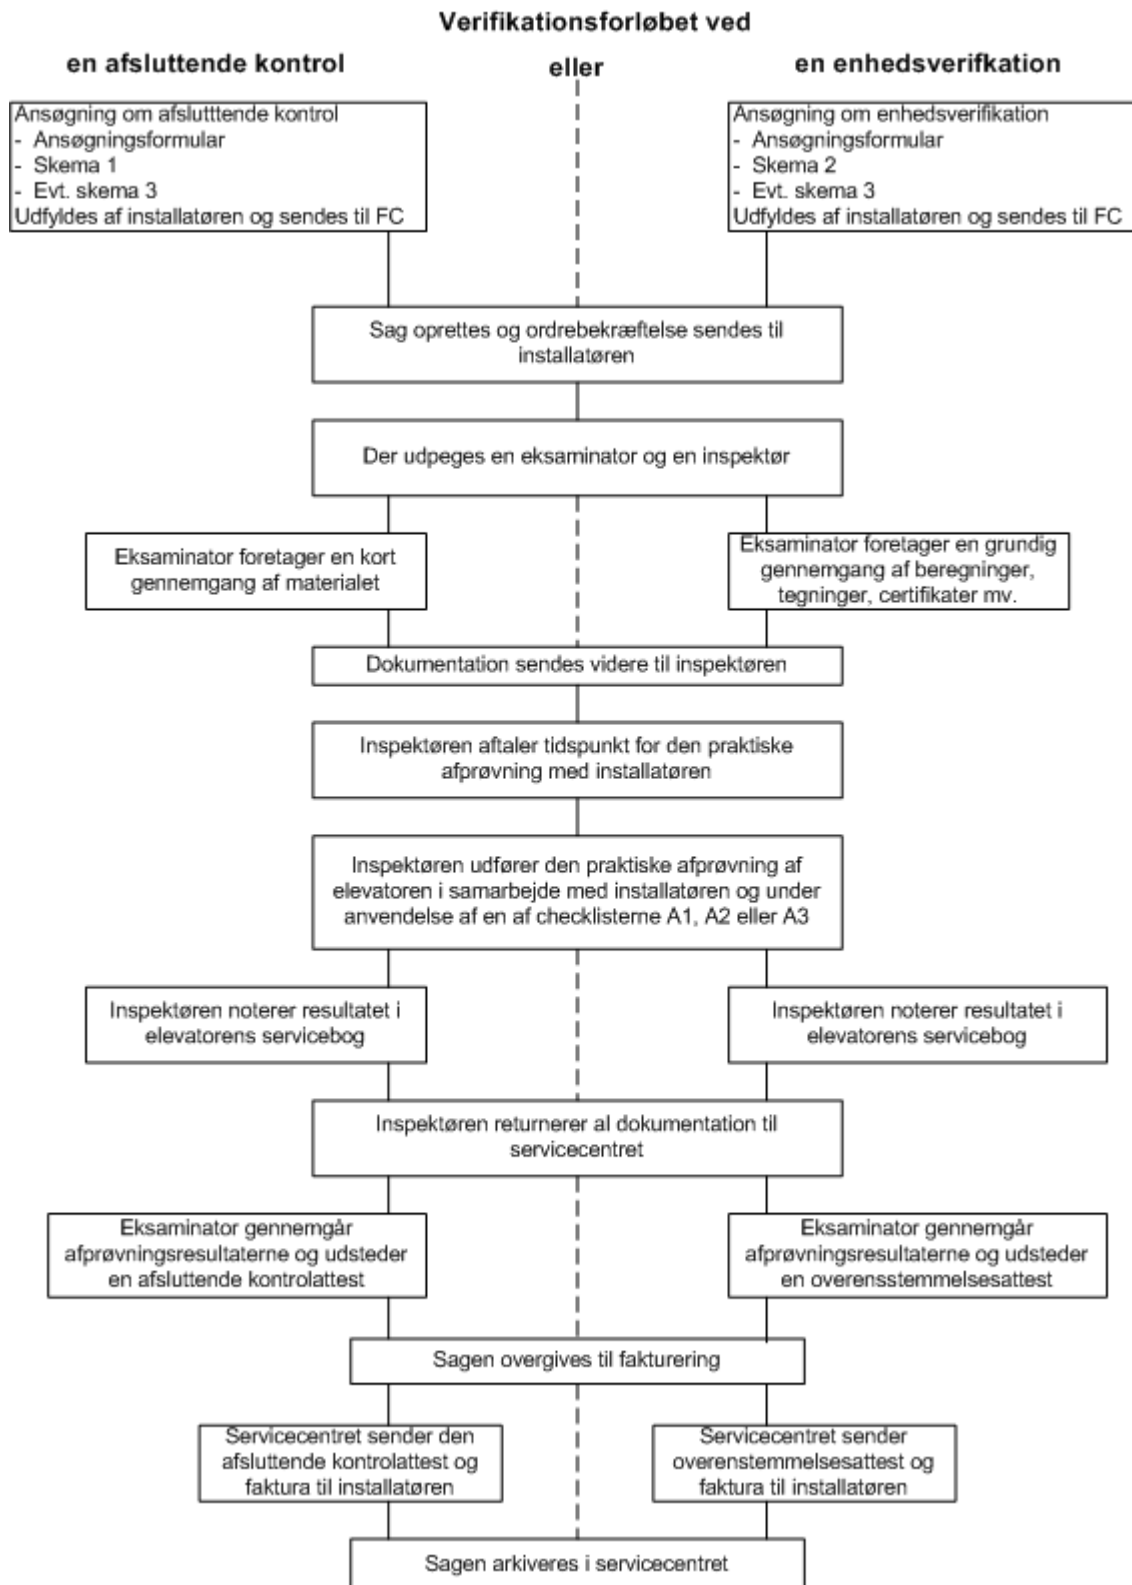 Verifikationsforløbet ved
en afsluttende kontrol
eller
en enhedsverifkation
Ansøgning om afslutttende kontrol
- Ansøgningsformular
- Skema 1
- Evt. skema 3
Udfyldes af installatøren og sendes til FC
Ansøgning om enhedsverifikation
- Ansøgningsformular
- Skema 2
- Evt. skema 3
Udfyldes af installatøren og sendes til FC
Sag oprettes og ordrebekræftelse sendes til
installatøren
Der udpeges en eksaminator og en inspektør
Eksaminator foretager en kort
gennemgang af materialet
Eksaminator foretager en grundig
gennemgang af beregninger,
tegninger, certifikater mv.
Dokumentation sendes videre til inspektøren
Inspektøren aftaler tidspunkt for den praktiske
afprøvning med installatøren
Inspektøren udfører den praktiske afprøvning af
elevatoren i samarbejde med installatøren og under
anvendelse af en af checklisterne A1, A2 eller A3
Inspektøren noterer resultatet i
elevatorens servicebog
Inspektøren noterer resultatet i
elevatorens servicebog
Inspektøren returnerer al dokumentation til
servicecentret
Eksaminator gennemgår
afprøvningsresultaterne og udsteder
en afsluttende kontrolattest
Eksaminator gennemgår
afprøvningsresultaterne og udsteder
en overensstemmelsesattest
Sagen overgives til fakturering
Servicecentret sender den
afsluttende kontrolattest og
faktura til installatøren
Servicecentret sender
overenstemmelsesattest og
faktura til installatøren
Sagen arkiveres i servicecentret